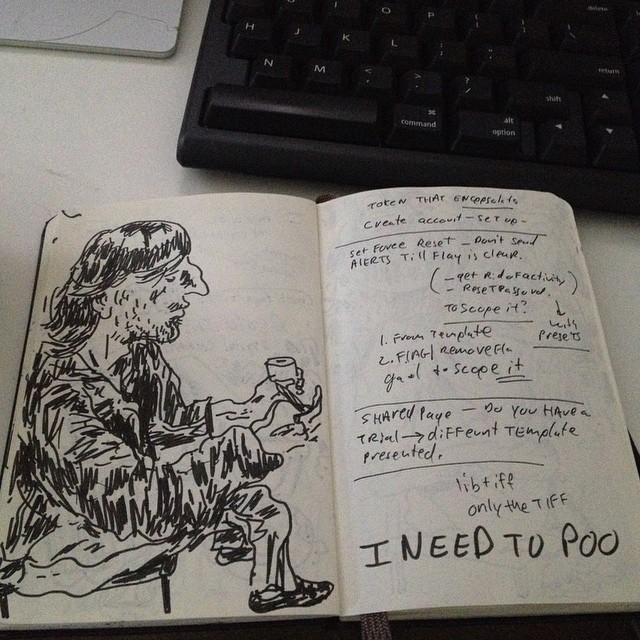 U I O P
delete
H J K L
return
N M < >
shift
command
alt
option
TOKEN THAT ENCAPSULATE
Create account - SET up -
set Force Reset - Don't Send
ALERTS Till Flag is clear.
- get Rid of activity
- Reset Password.
TO Scope it?
with
Presets
1. From Template
2. FlAG/ Remove Fla
goal to scope it
SHARED Page - Do You Have a
TRIAL → different Template
Presented.
libtiff
only the TIFF
I NEED TO POO